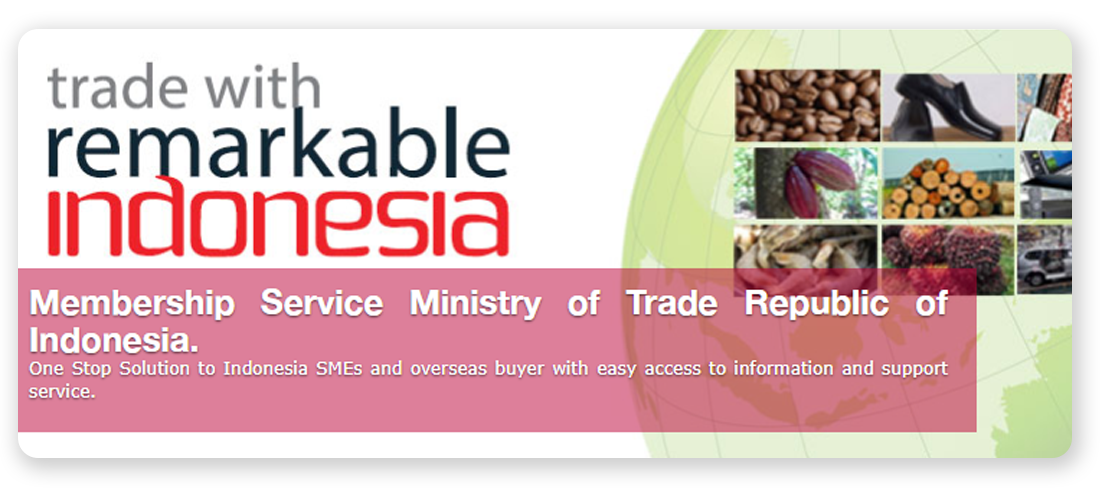 trade with
remarkable
indonesia
Membership Service Ministry of Trade Republic of
Indonesia.
One Stop Solution to Indonesia SMEs and overseas buyer with easy access to information and support
service.